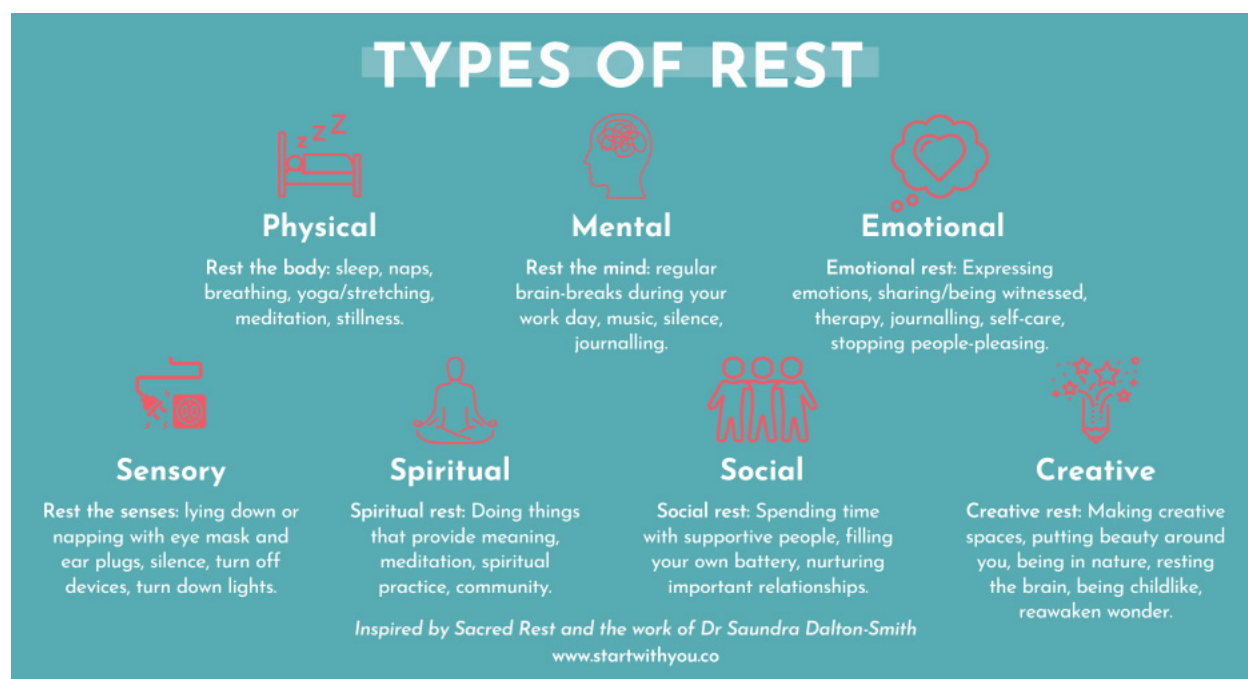 TYPES OF REST
z z Z
Physical
Rest the body: sleep, naps,
breathing, yoga/stretching,
meditation, stillness.
Mental
Rest the mind: regular
brain-breaks during your
work day, music, silence,
journalling.
Emotional
Emotional rest: Expressing
emotions, sharing/being witnessed,
therapy, journalling, self-care,
stopping people-pleasing.
Sensory
Rest the senses: lying down or
napping with eye mask and
ear plugs, silence, turn off
devices, turn down lights.
Spiritual
Spiritual rest: Doing things
that provide meaning,
meditation, spiritual
practice, community.
Social
Social rest: Spending time
with supportive people, filling
your own battery, nurturing
important relationships.
Creative
Creative rest: Making creative
spaces, putting beauty around
you, being in nature, resting
the brain, being childlike,
reawaken wonder.
Inspired by Sacred Rest and the work of Dr Saundra Dalton-Smith
www.startwithyou.co